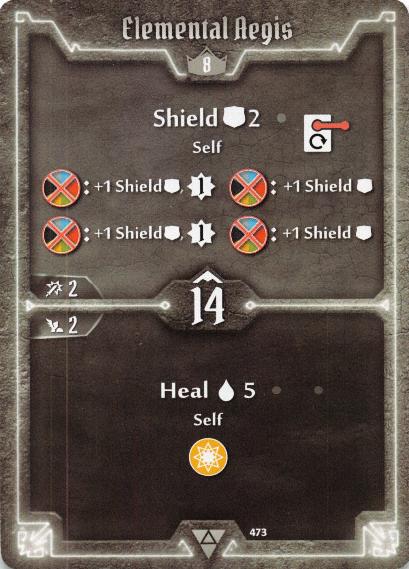 Elemental Aegis
8
Shield 2
Self
: +1 Shield , 1 : +1 Shield
: +1 Shield , 1 : +1 Shield
2
14
2
Heal 5
Self
473